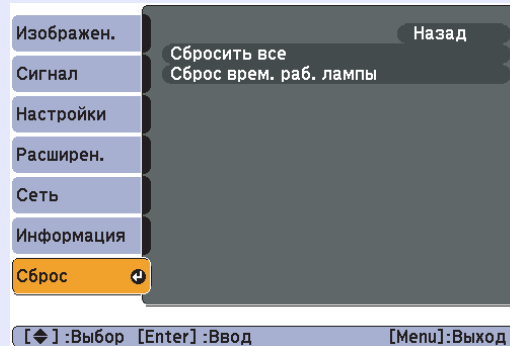 Изображен.
Сигнал
Настройки
Расширен.
Сеть
Информация
Сброс
Назад
Сбросить все
Сброс врем. раб. лампы
[◆] :Выбор [Enter] :Ввод [Menu]:Выход